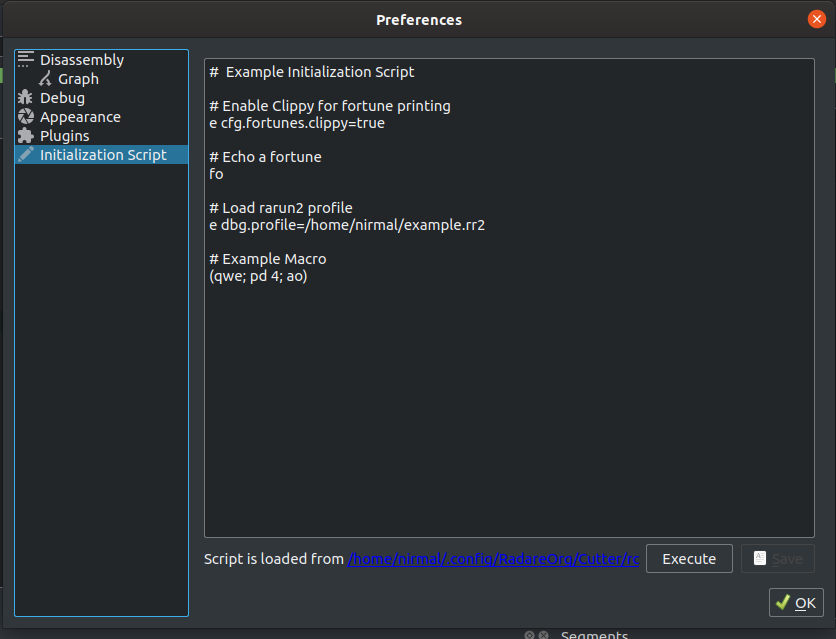 Preferences
Disassembly
Graph
Debug
Appearance
Plugins
Initialization Script
#  Example Initialization Script
# Enable Clippy for fortune printing
e cfg.fortunes.clippy=true
# Echo a fortune
fo
# Load rarun2 profile
e dbg.profile=/home/nirmal/example.rr2
# Example Macro
(qwe; pd 4; ao)
Script is loaded from /home/nirmal/.config/RadareOrg/Cutter/rc Execute Save
OK
Segments